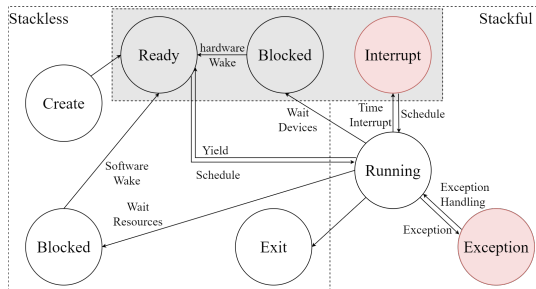 Stackless
Stackful
Ready
hardware
Wake
Blocked
Interrupt
Create
Wait
Devices
Time
Interrupt
Schedule
Software
Wake
Yield
Schedule
Running
Wait
Resources
Exception
Handling
Exception
Blocked
Exit
Exception